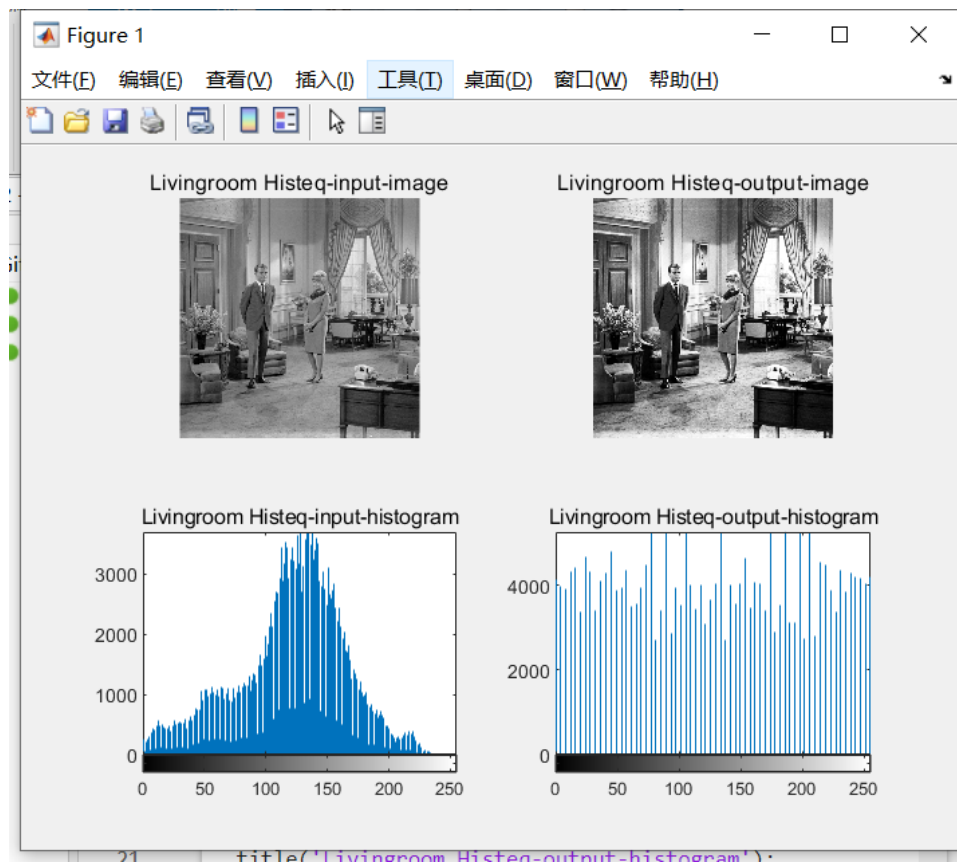 Figure 1
文件(F) 编辑(E) 查看(V) 插入(I) 工具(T) 桌面(D) 窗口(W) 帮助(H)
Livingroom Histeq-input-image
Livingroom Histeq-output-image
Livingroom Histeq-input-histogram
Livingroom Histeq-output-histogram
3000
2000
1000
0
0 50 100 150 200 250
4000
2000
0
0 50 100 150 200 250
21 title('Livingroom Histeq-output-histogram');